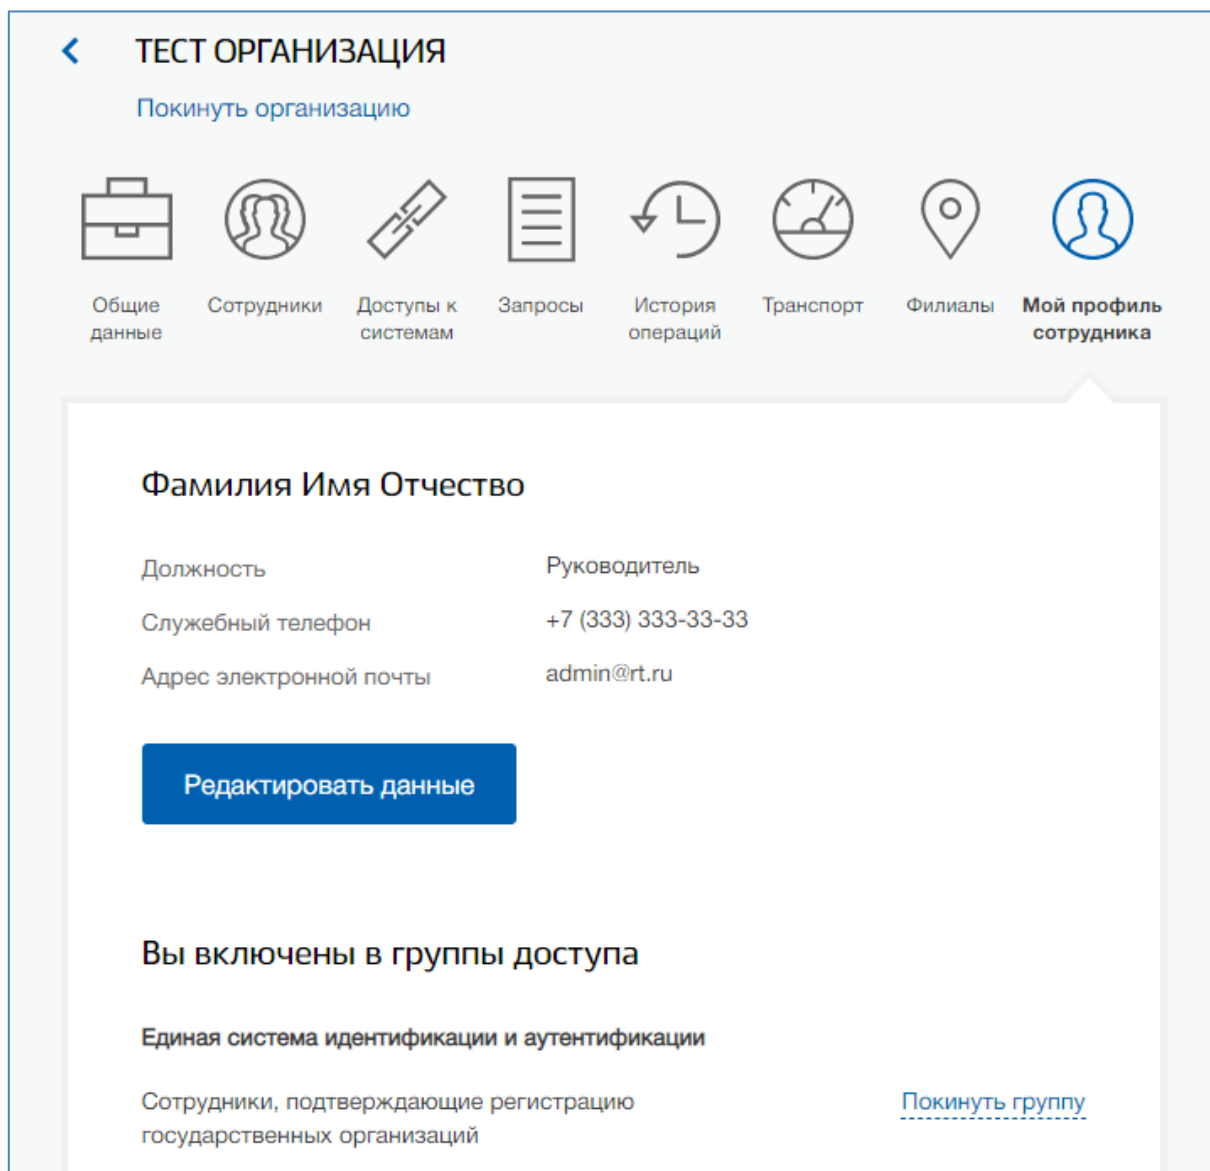 ТЕСТ ОРГАНИЗАЦИЯ
Покинуть организацию
Общие данные
Сотрудники
Доступы к системам
Запросы
История операций
Транспорт
Филиалы
Мой профиль сотрудника
Фамилия Имя Отчество
Должность Руководитель
Служебный телефон +7 (333) 333-33-33
Адрес электронной почты admin@rt.ru
Редактировать данные
Вы включены в группы доступа
Единая система идентификации и аутентификации
Сотрудники, подтверждающие регистрацию Покинуть группу
государственных организаций